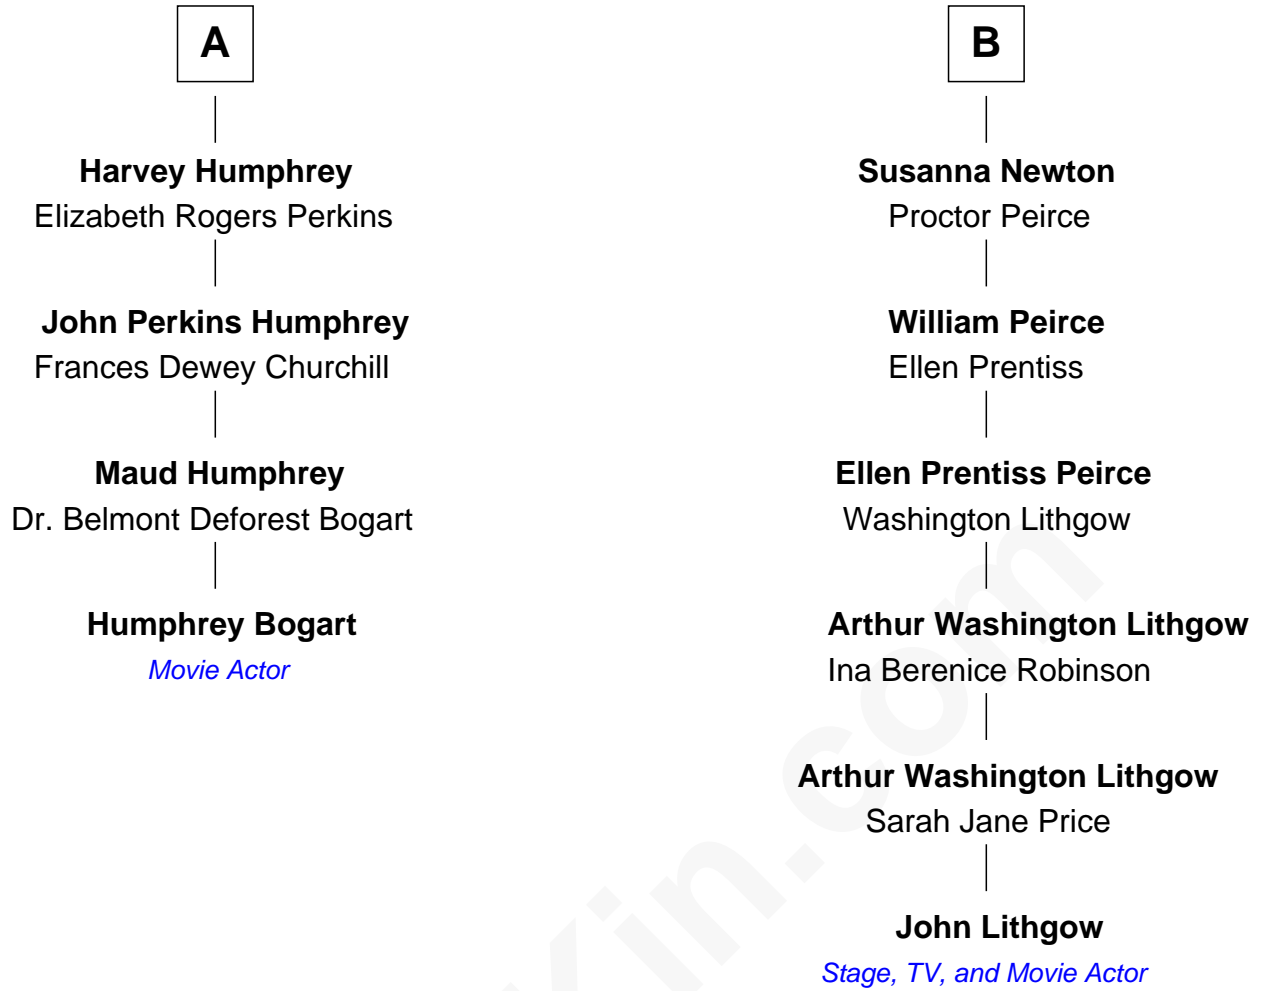 A
Harvey Humphrey
Elizabeth Rogers Perkins
John Perkins Humphrey
Frances Dewey Churchill
Maud Humphrey
Dr. Belmont Deforest Bogart
Humphrey Bogart
Movie Actor
B
Susanna Newton
Proctor Peirce
William Peirce
Ellen Prentiss
Ellen Prentiss Peirce
Washington Lithgow
Arthur Washington Lithgow
Ina Berenice Robinson
Arthur Washington Lithgow
Sarah Jane Price
John Lithgow
Stage, TV, and Movie Actor
kin.com